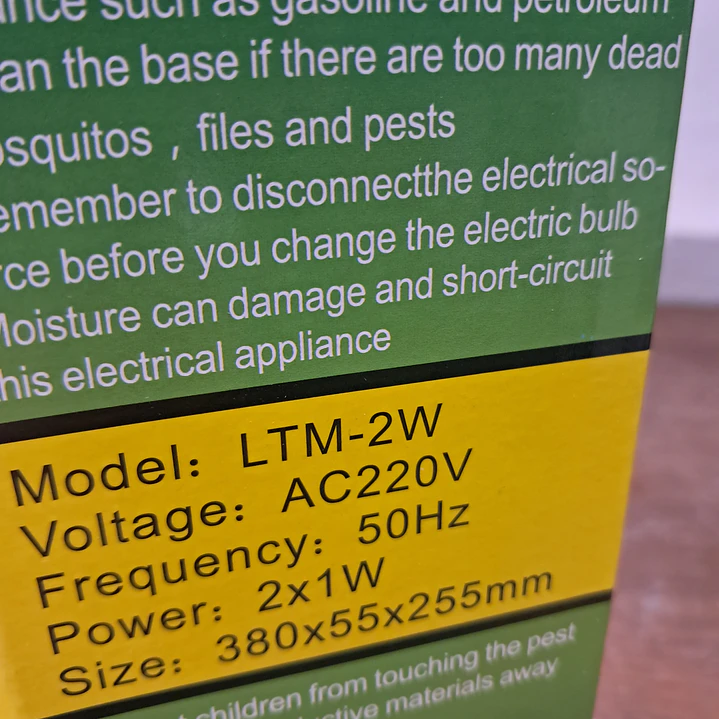 such as gasoline and petroleum
an the base if there are too many dead
osquitos , files and pests
emember to disconnectthe electrical so-
rce before you change the electric bulb
Moisture can damage and short-circuit
this electrical appliance
Model: LTM-2W
Voltage: AC220V
Frequency: 50Hz
Power: 2x1W
Size: 380x55x255mm
children from touching the pest
materials away